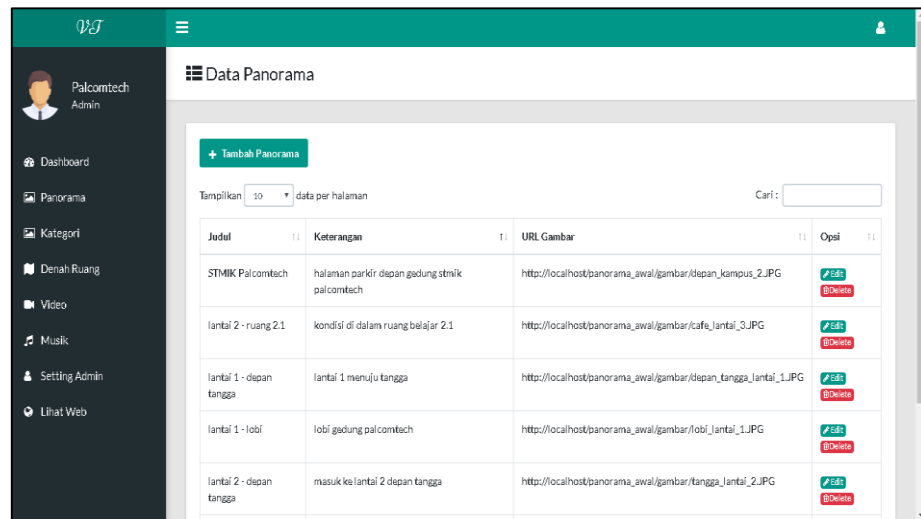 VT
Palcomtech
Admin
Data Panorama
Dashboard
Panorama
Kategori
Denah Ruang
Video
Musik
Setting Admin
Lihat Web
+ Tambah Panorama
Tampilkan 10 data per halaman
Cari :
Judul Keterangan URL Gambar Opsi
STMIK Palcomtech halaman parkir depan gedung stmik http://localhost/panorama_awal/gambar/depan_kampus_2.JPG Edit
palcomtech Delete
lantai 2 - ruang 2.1 kondisi di dalam ruang belajar 2.1 http://localhost/panorama_awal/gambar/cafe_lantai_3.JPG Edit
Delete
lantai 1 - depan lantai 1 menuju tangga http://localhost/panorama_awal/gambar/depan_tangga_lantai_1.JPG Edit
tangga Delete
lantai 1 - lobi lobi gedung palcomtech http://localhost/panorama_awal/gambar/lobi_lantai_1.JPG Edit
Delete
lantai 2 - depan masuk ke lantai 2 depan tangga http://localhost/panorama_awal/gambar/tangga_lantai_2.JPG Edit
tangga Delete